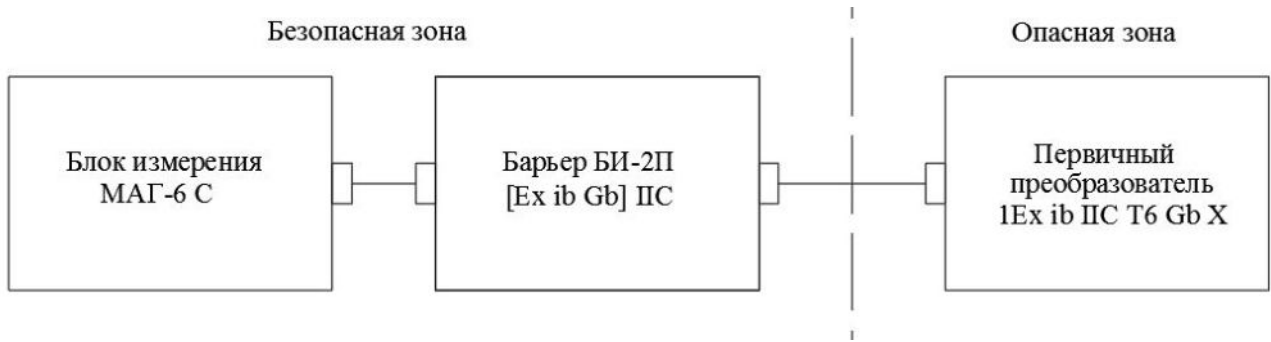 Безопасная зона
Опасная зона
Блок измерения
МАГ-6 С
Барьер БИ-2П
[Ex ib Gb] IIC
Первичный
преобразователь
1Ex ib IIC T6 Gb X